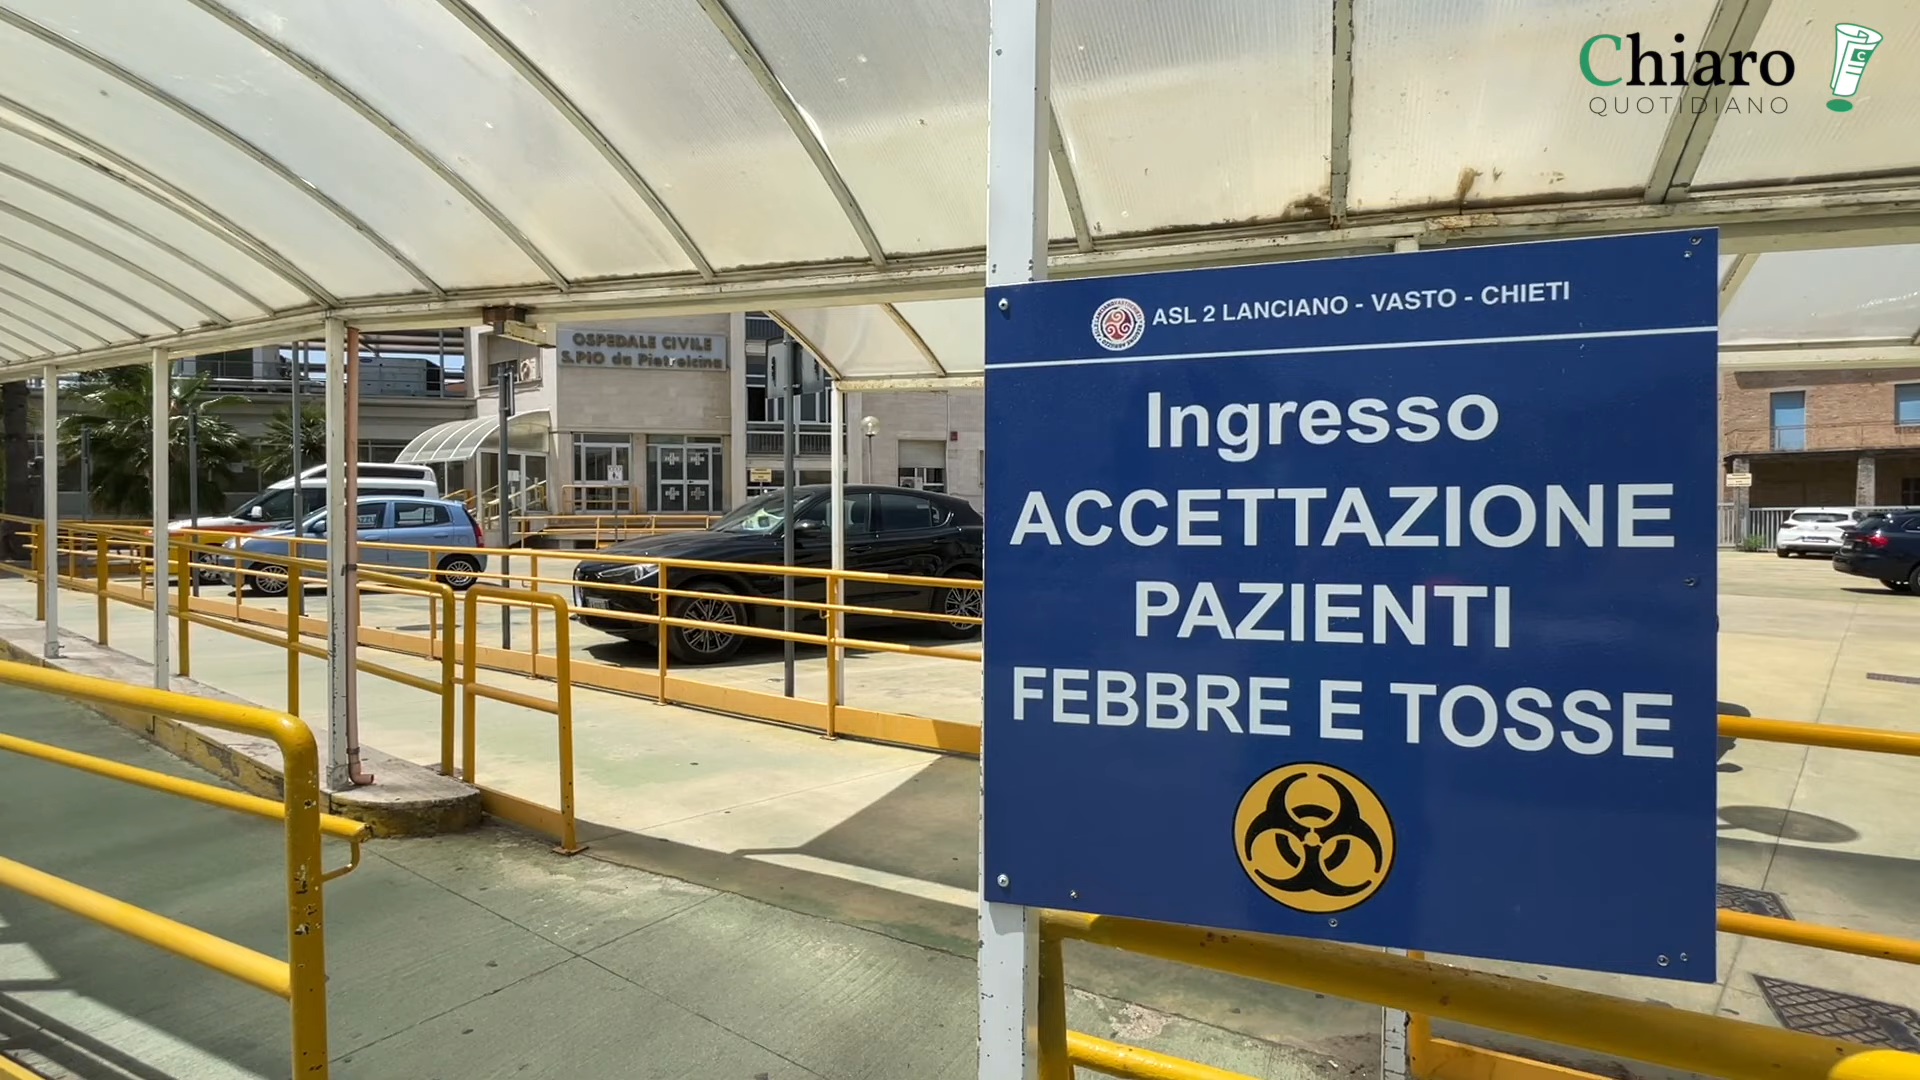 Chiaro
QUOTIDIANO
OSPEDALE CIVILE
S.PIO da Pietrelcina
ASL 2 LANCIANO - VASTO - CHIETI
Ingresso
ACCETTAZIONE
PAZIENTI
FEBBRE E TOSSE